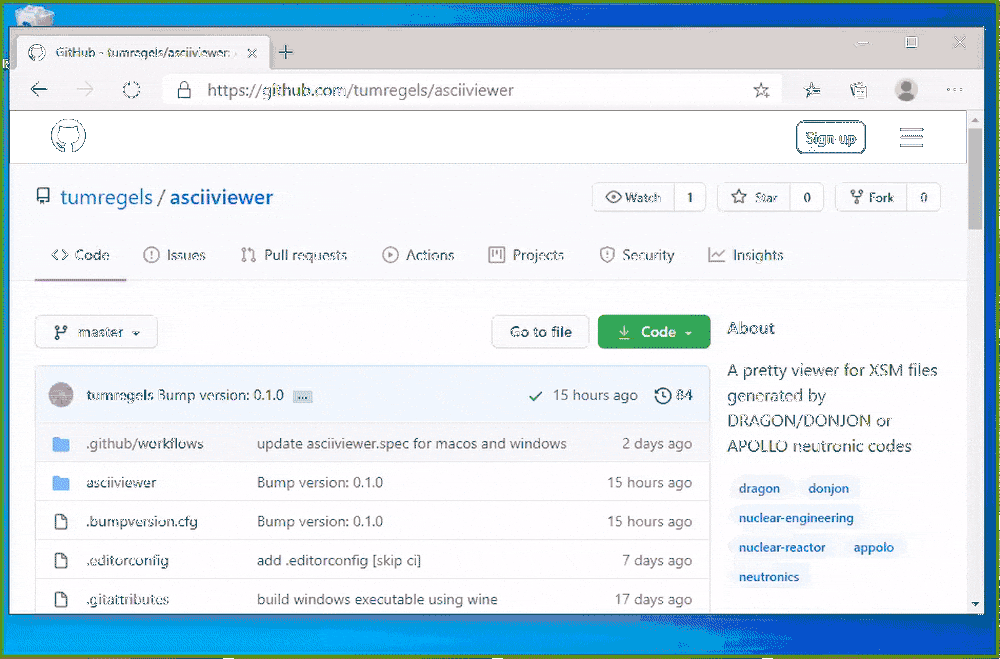 GitHub - tumregels/asciiviewer:
https://github.com/tumregels/asciiviewer
Sign up
tumregels / asciiviewer
Watch 1 Star 0 Fork 0
Code Issues Pull requests Actions Projects Security Insights
master Go to file Code
About
A pretty viewer for XSM files
generated by
DRAGON/DONJON or
APOLLO neutronic codes
dragon donjon
nuclear-engineering
nuclear-reactor appolo
neutronics
tumregels Bump version: 0.1.0 ... 15 hours ago 84
.github/workflows update asciiviewer.spec for macos and windows 2 days ago
asciiviewer Bump version: 0.1.0 15 hours ago
.bumpversion.cfg Bump version: 0.1.0 15 hours ago
.editorconfig add .editorconfig [skip ci] 7 days ago
.gitattributes build windows executable using wine 17 days ago